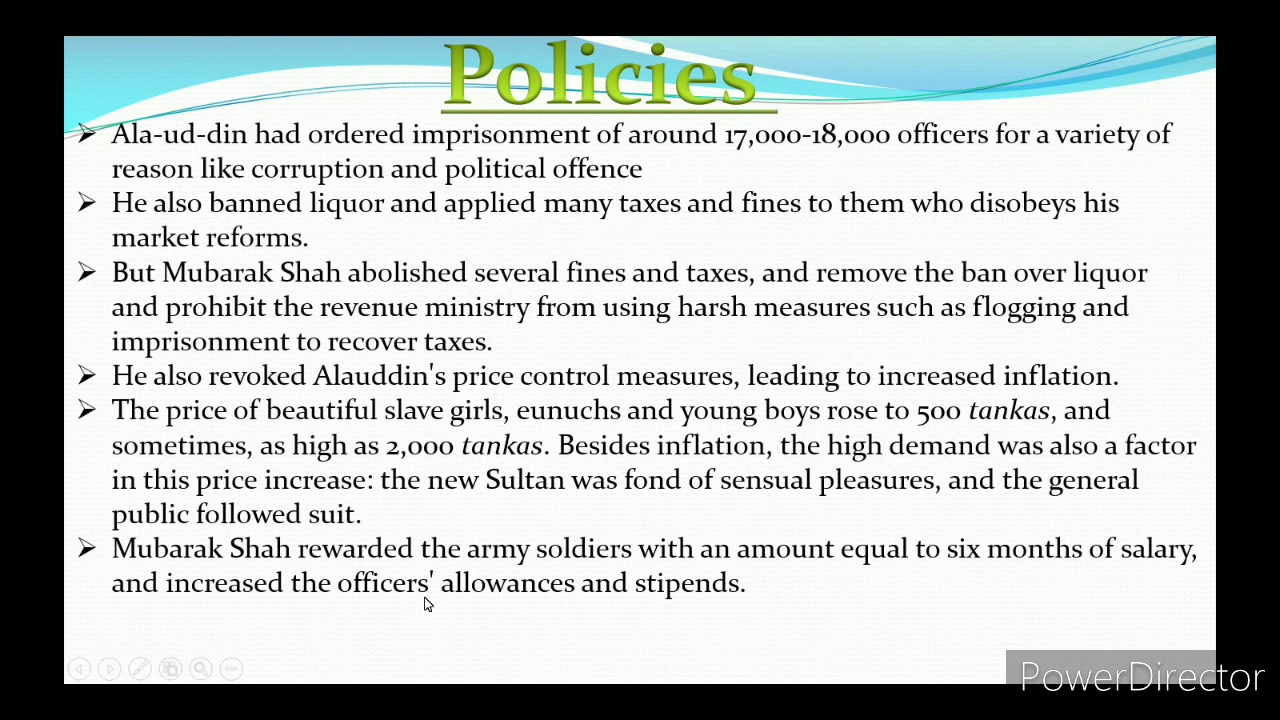 Policies
➢ Ala-ud-din had ordered imprisonment of around 17,000-18,000 officers for a variety of
reason like corruption and political offence
➢ He also banned liquor and applied many taxes and fines to them who disobeys his
market reforms.
➢ But Mubarak Shah abolished several fines and taxes, and remove the ban over liquor
and prohibit the revenue ministry from using harsh measures such as flogging and
imprisonment to recover taxes.
➢ He also revoked Alauddin's price control measures, leading to increased inflation.
➢ The price of beautiful slave girls, eunuchs and young boys rose to 500 tankas, and
sometimes, as high as 2,000 tankas. Besides inflation, the high demand was also a factor
in this price increase: the new Sultan was fond of sensual pleasures, and the general
public followed suit.
➢ Mubarak Shah rewarded the army soldiers with an amount equal to six months of salary,
and increased the officers' allowances and stipends.
PowerDirector